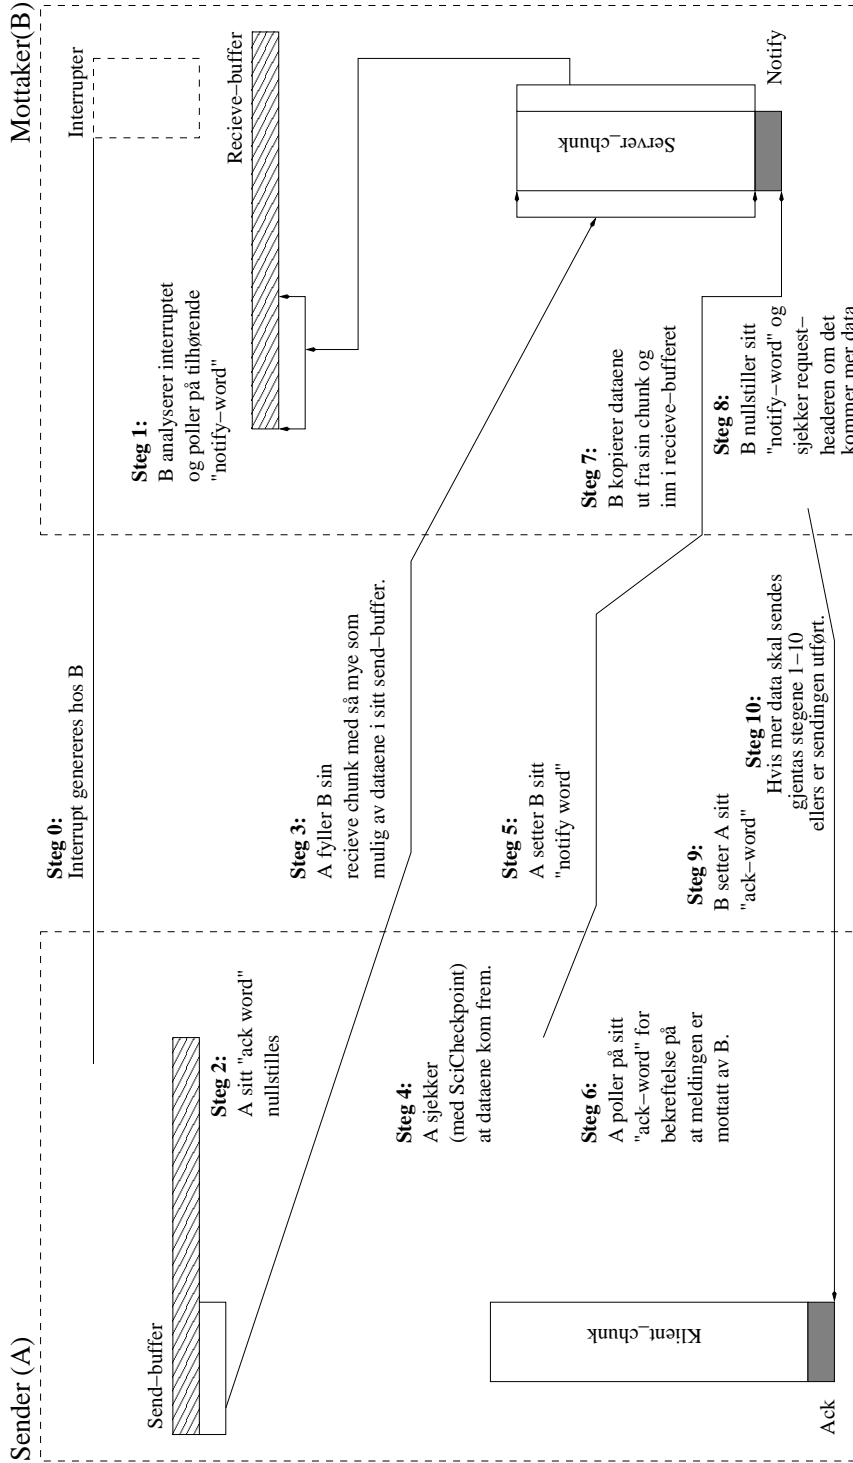 Sender (A)
Mottaker(B)
Steg 0:
Interrupt genereres hos B
Interrupter
Send−buffer
Recieve−buffer
Steg 1:
B analyserer interruptet
og poller på tilhørende
"notify−word"
Steg 2:
A sitt "ack word"
nullstilles
Steg 3:
A fyller B sin
recieve chunk med så mye som
mulig av dataene i sitt send−buffer.
Steg 4:
A sjekker
(med SciCheckpoint)
at dataene kom frem.
Steg 5:
A setter B sitt
"notify word"
Steg 6:
A poller på sitt
"ack−word" for
bekreftelse på
at meldingen er
mottatt av B.
Steg 7:
B kopierer dataene
ut fra sin chunk og
inn i recieve−bufferet
Server_chunk
Notify
Steg 8:
B nullstiller sitt
"notify−word" og
sjekker request−
headeren om det
kommer mer data
Steg 9:
B setter A sitt
"ack−word"
Steg 10:
Hvis mer data skal sendes
gjentas stegene 1−10
ellers er sendingen utført.
Klient_chunk
Ack